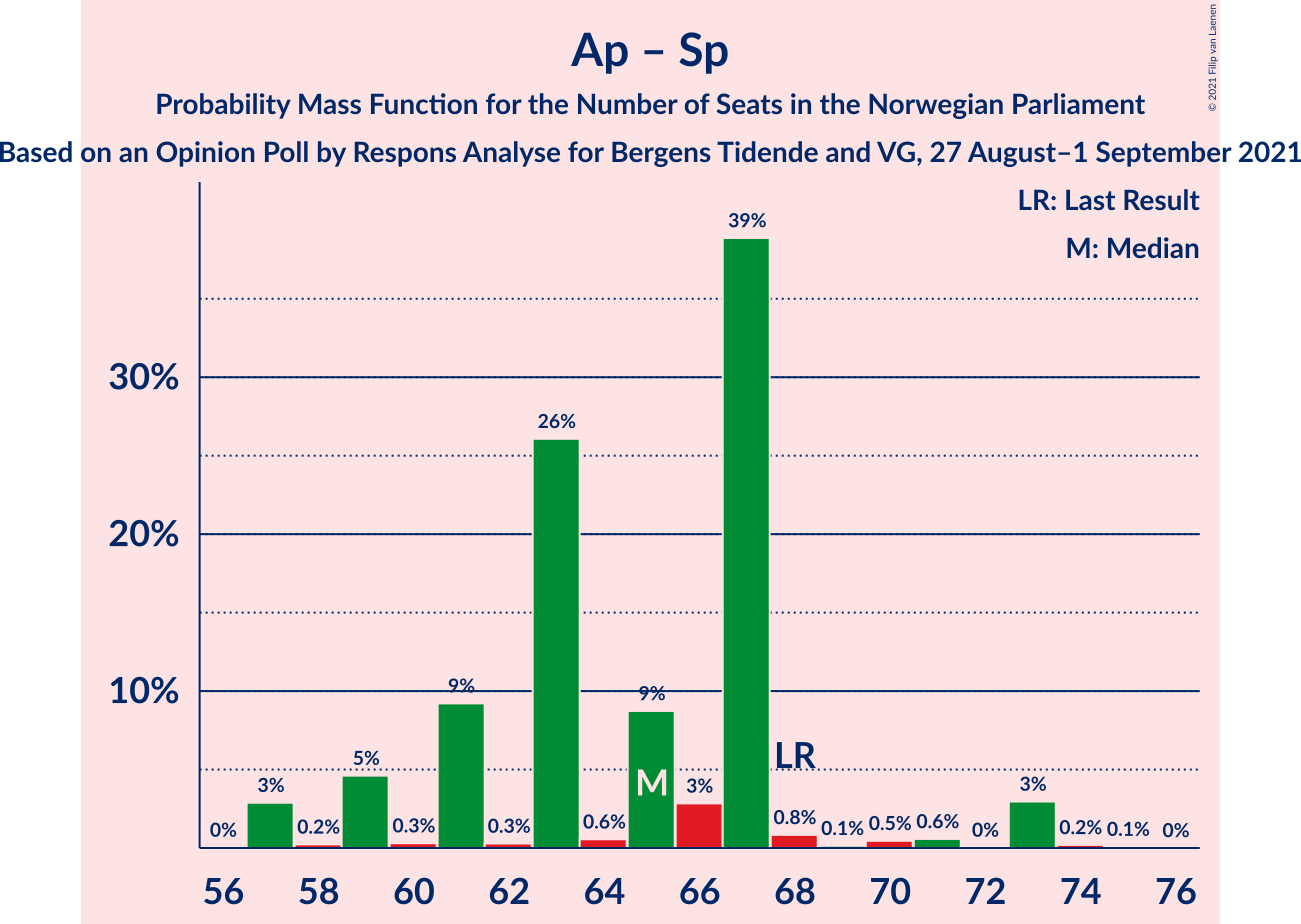 Ap – Sp
Probability Mass Function for the Number of Seats in the Norwegian Parliament
Based on an Opinion Poll by Respons Analyse for Bergens Tidende and VG, 27 August–1 September 2021
© 2021 Filip van Laenen
LR: Last Result
M: Median
39%
30%
26%
20%
10%
9%
9%
LR
5%
M
3%
3%
3%
0%
0.2%
0.3%
0.3%
0.6%
0.8%
0.1%
0.5%
0.6%
0%
0.2%
0.1%
0%
56 58 60 62 64 66 68 70 72 74 76